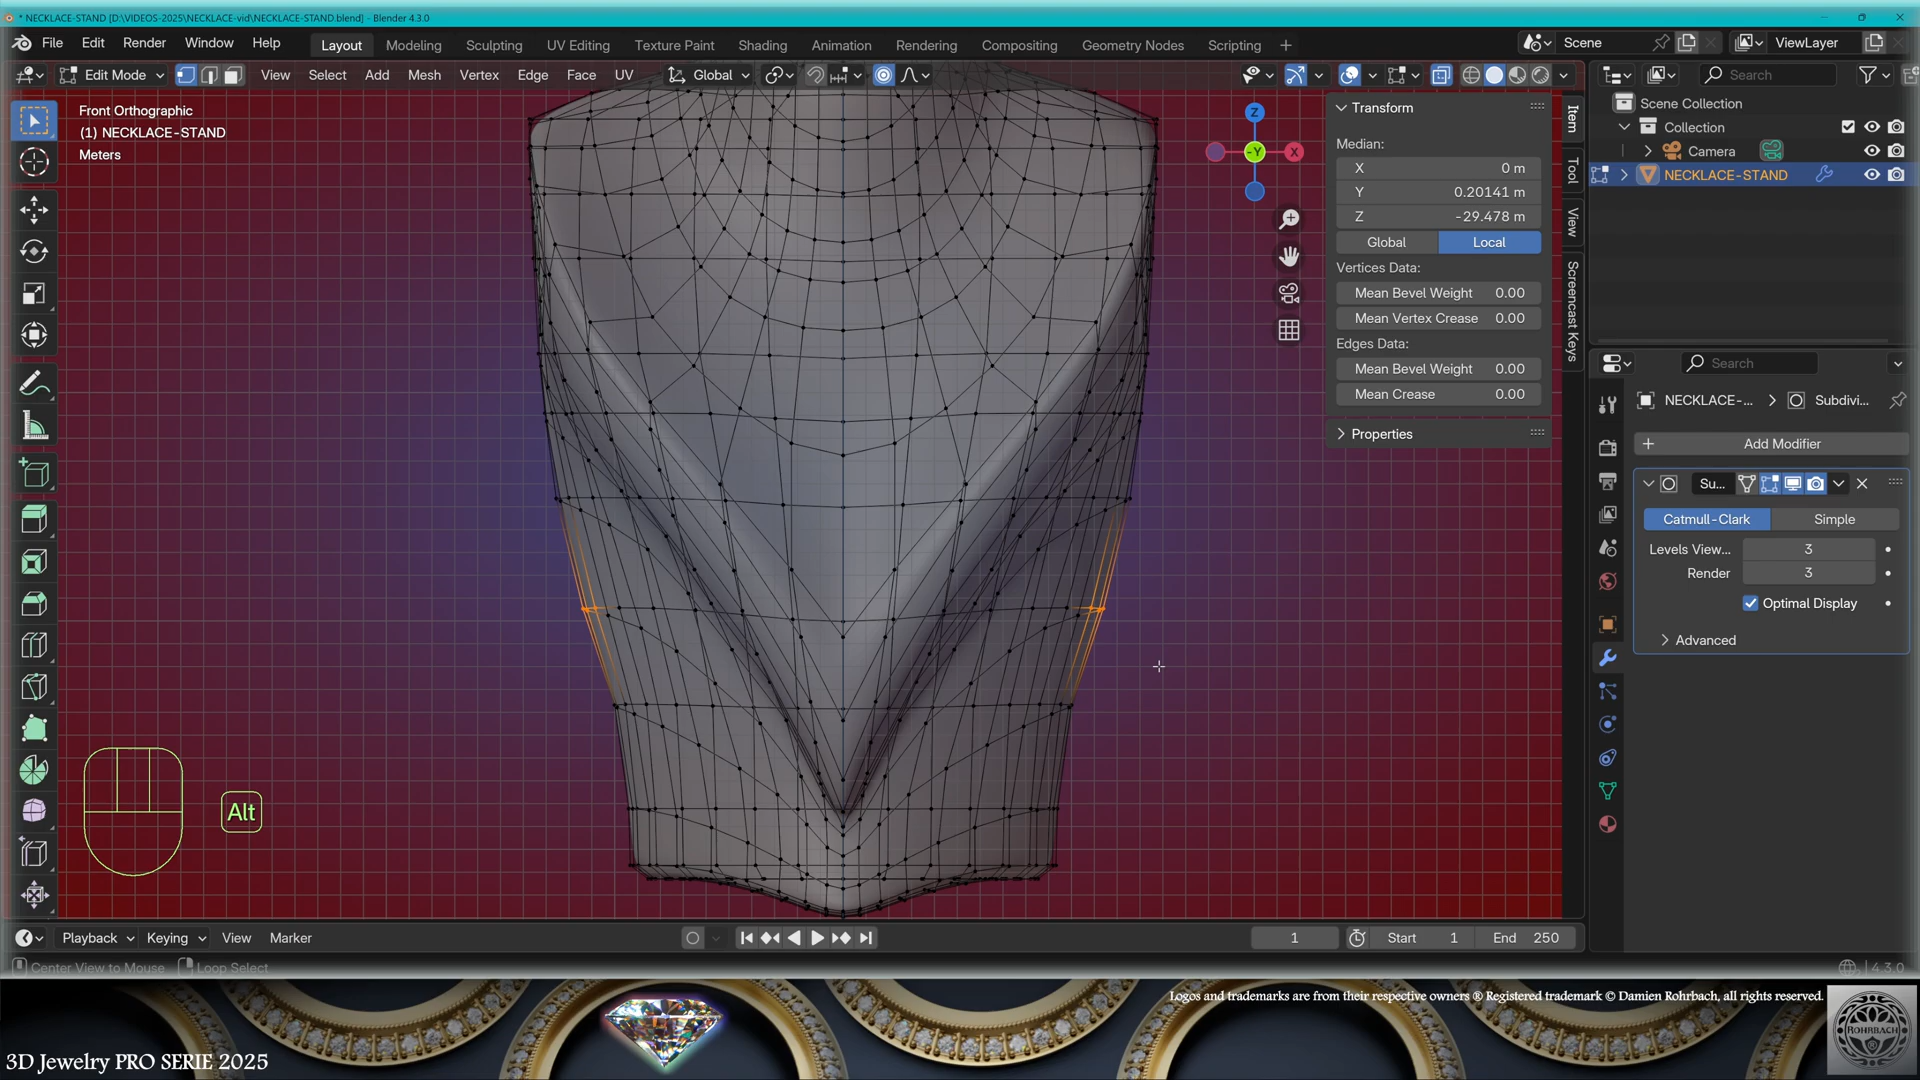 * NECKLACE-STAND [D:\VIDEOS-2025\NECKLACE-vid\NECKLACE-STAND.blend] - Blender 4.3.0
File Edit Render Window Help Layout Modeling Sculpting UV Editing Texture Paint Shading Animation Rendering Compositing Geometry Nodes Scripting + Scene ViewLayer
Edit Mode View Select Add Mesh Vertex Edge Face UV Global Search
Front Orthographic
(1) NECKLACE-STAND
Meters
Z
-Y
X
Transform
Median:
X 0 m
Y 0.20141 m
Z -29.478 m
Global Local
Vertices Data:
Mean Bevel Weight 0.00
Mean Vertex Crease 0.00
Edges Data:
Mean Bevel Weight 0.00
Mean Crease 0.00
Properties
Item
Tool
View
Screencast Keys
Scene Collection
Collection
Camera
NECKLACE-STAND
Search
NECKLACE-... Subdivi...
+ Add Modifier
Su...
Catmull-Clark Simple
Levels View... 3
Render 3
Optimal Display
Advanced
Alt
Playback Keying View Marker 1 Start 1 End 250
Center View to Mouse Loop Select 4.3.0
Logos and trademarks are from their respective owners ® Registered trademark © Damien Rohrbach, all rights reserved.
ROHRBACH
3D Jewelry PRO SERIE 2025